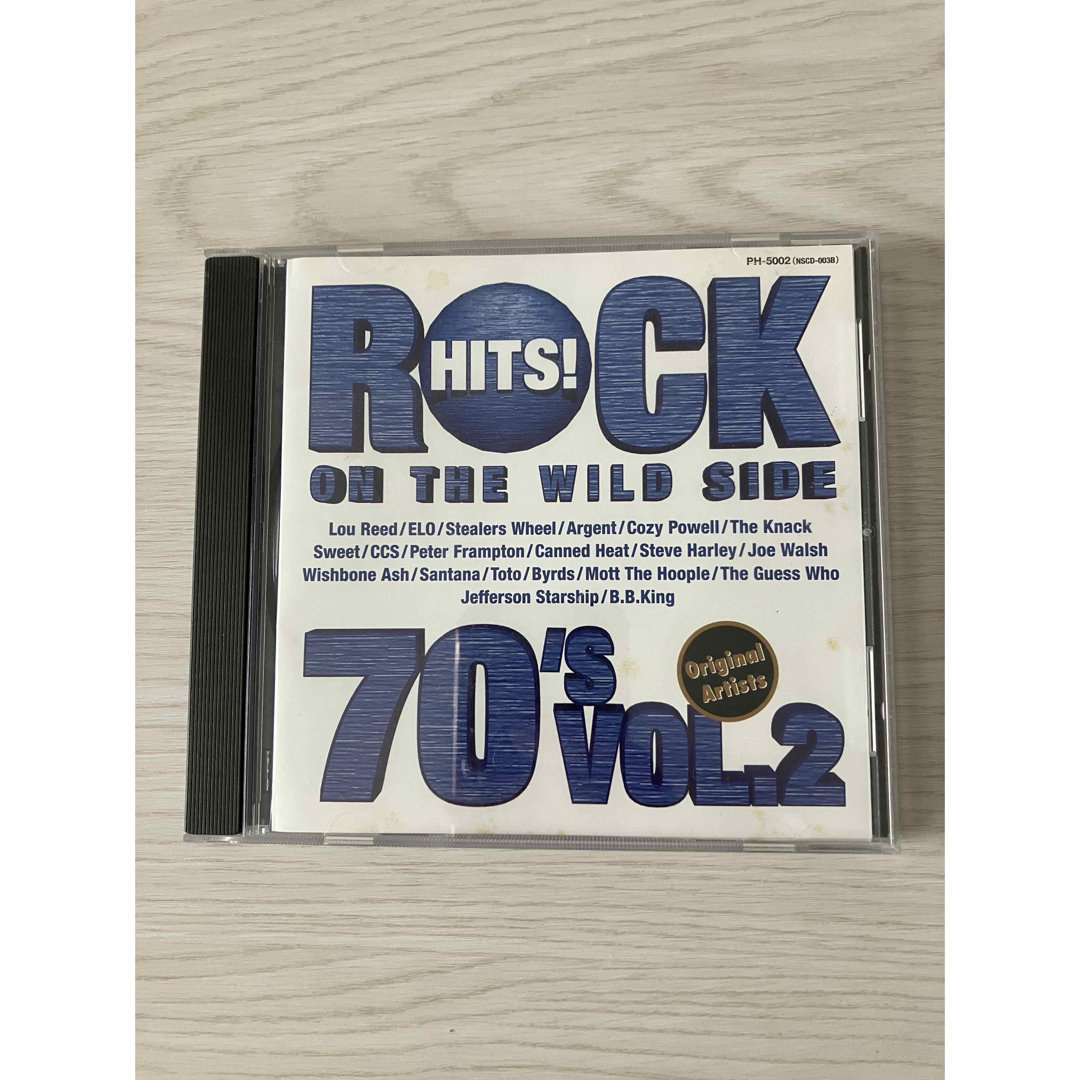 PH-5002 (NSCD-003B)
ROCK
HITS!
ON THE WILD SIDE
Lou Reed/ELO/Stealers Wheel/Argent/Cozy Powell/The Knack
Sweet/CCS/Peter Frampton/Canned Heat/Steve Harley/Joe Walsh
Wishbone Ash/Santana/Toto/Byrds/Mott The Hoople/The Guess Who
Jefferson Starship/B.B.King
70'S
VOL.2
Original
Artists